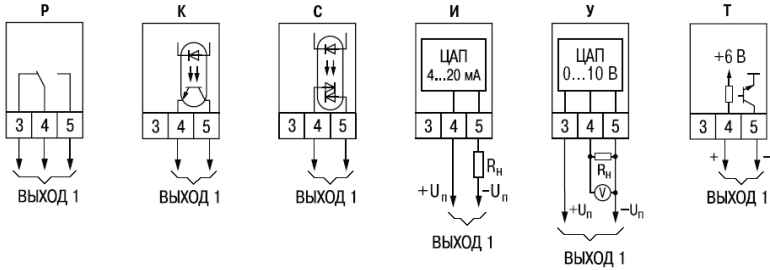 Р К С И У Т
ЦАП
4...20 мА
ЦАП
0...10 В
+6 В
3 4 5
3 4 5
3 4 5
3 4 5
3 4 5
3 4 5
ВЫХОД 1
ВЫХОД 1
ВЫХОД 1
Rн
+Uп
–Uп
ВЫХОД 1
Rн
V
+Uп
–Uп
ВЫХОД 1
+ –
ВЫХОД 1